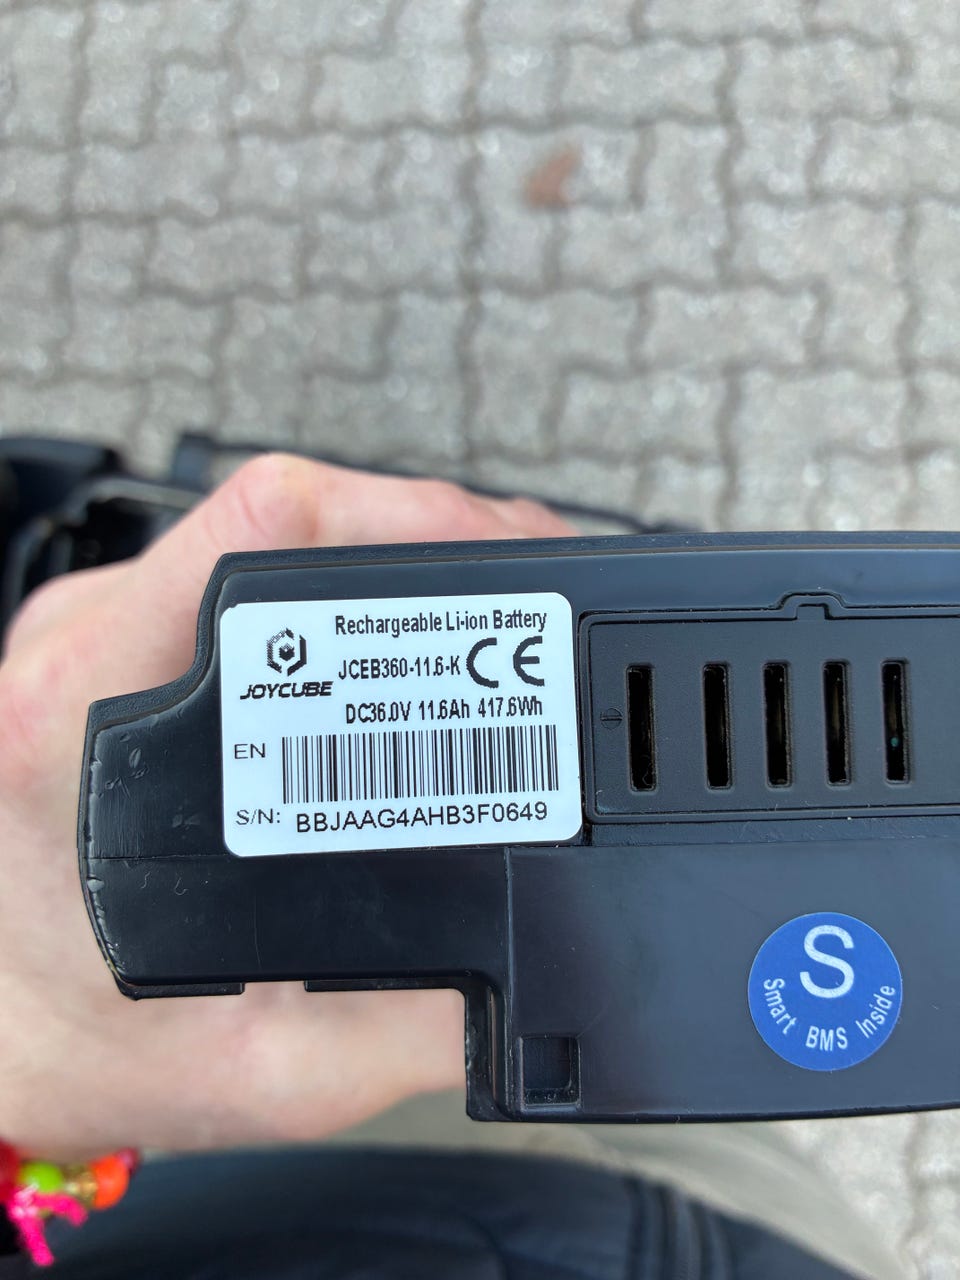 Rechargeable Li-ion Battery
JOYCUBE
JCEB360-11.6-K CE
DC36.0V 11.6Ah 417.6Wh
EN
S/N: BBJAAG4AHB3F0649
S
Smart BMS Inside